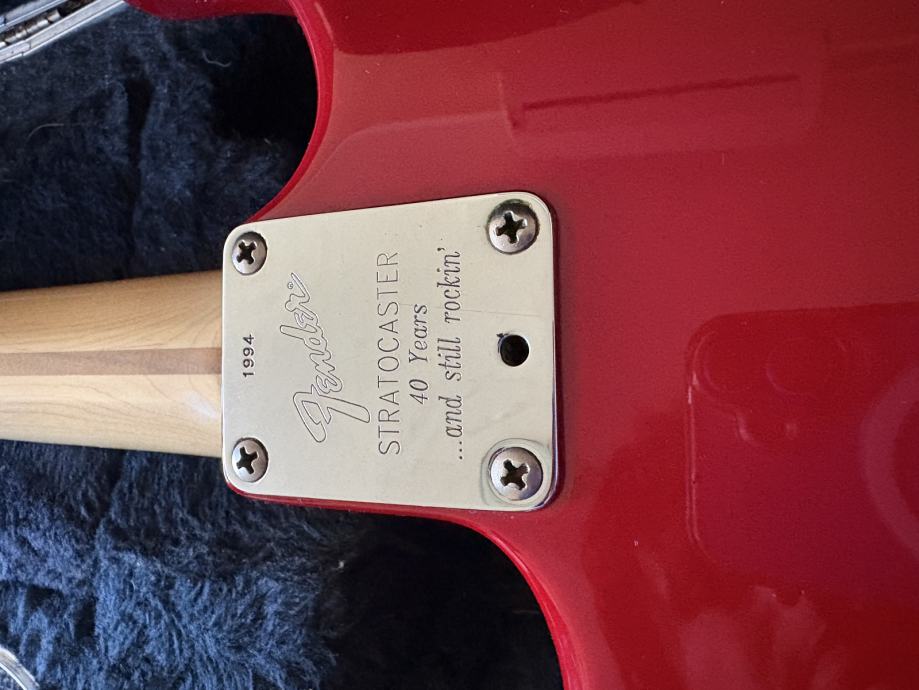 1994
Fender®
STRATOCASTER
40 Years
...and still rockin'